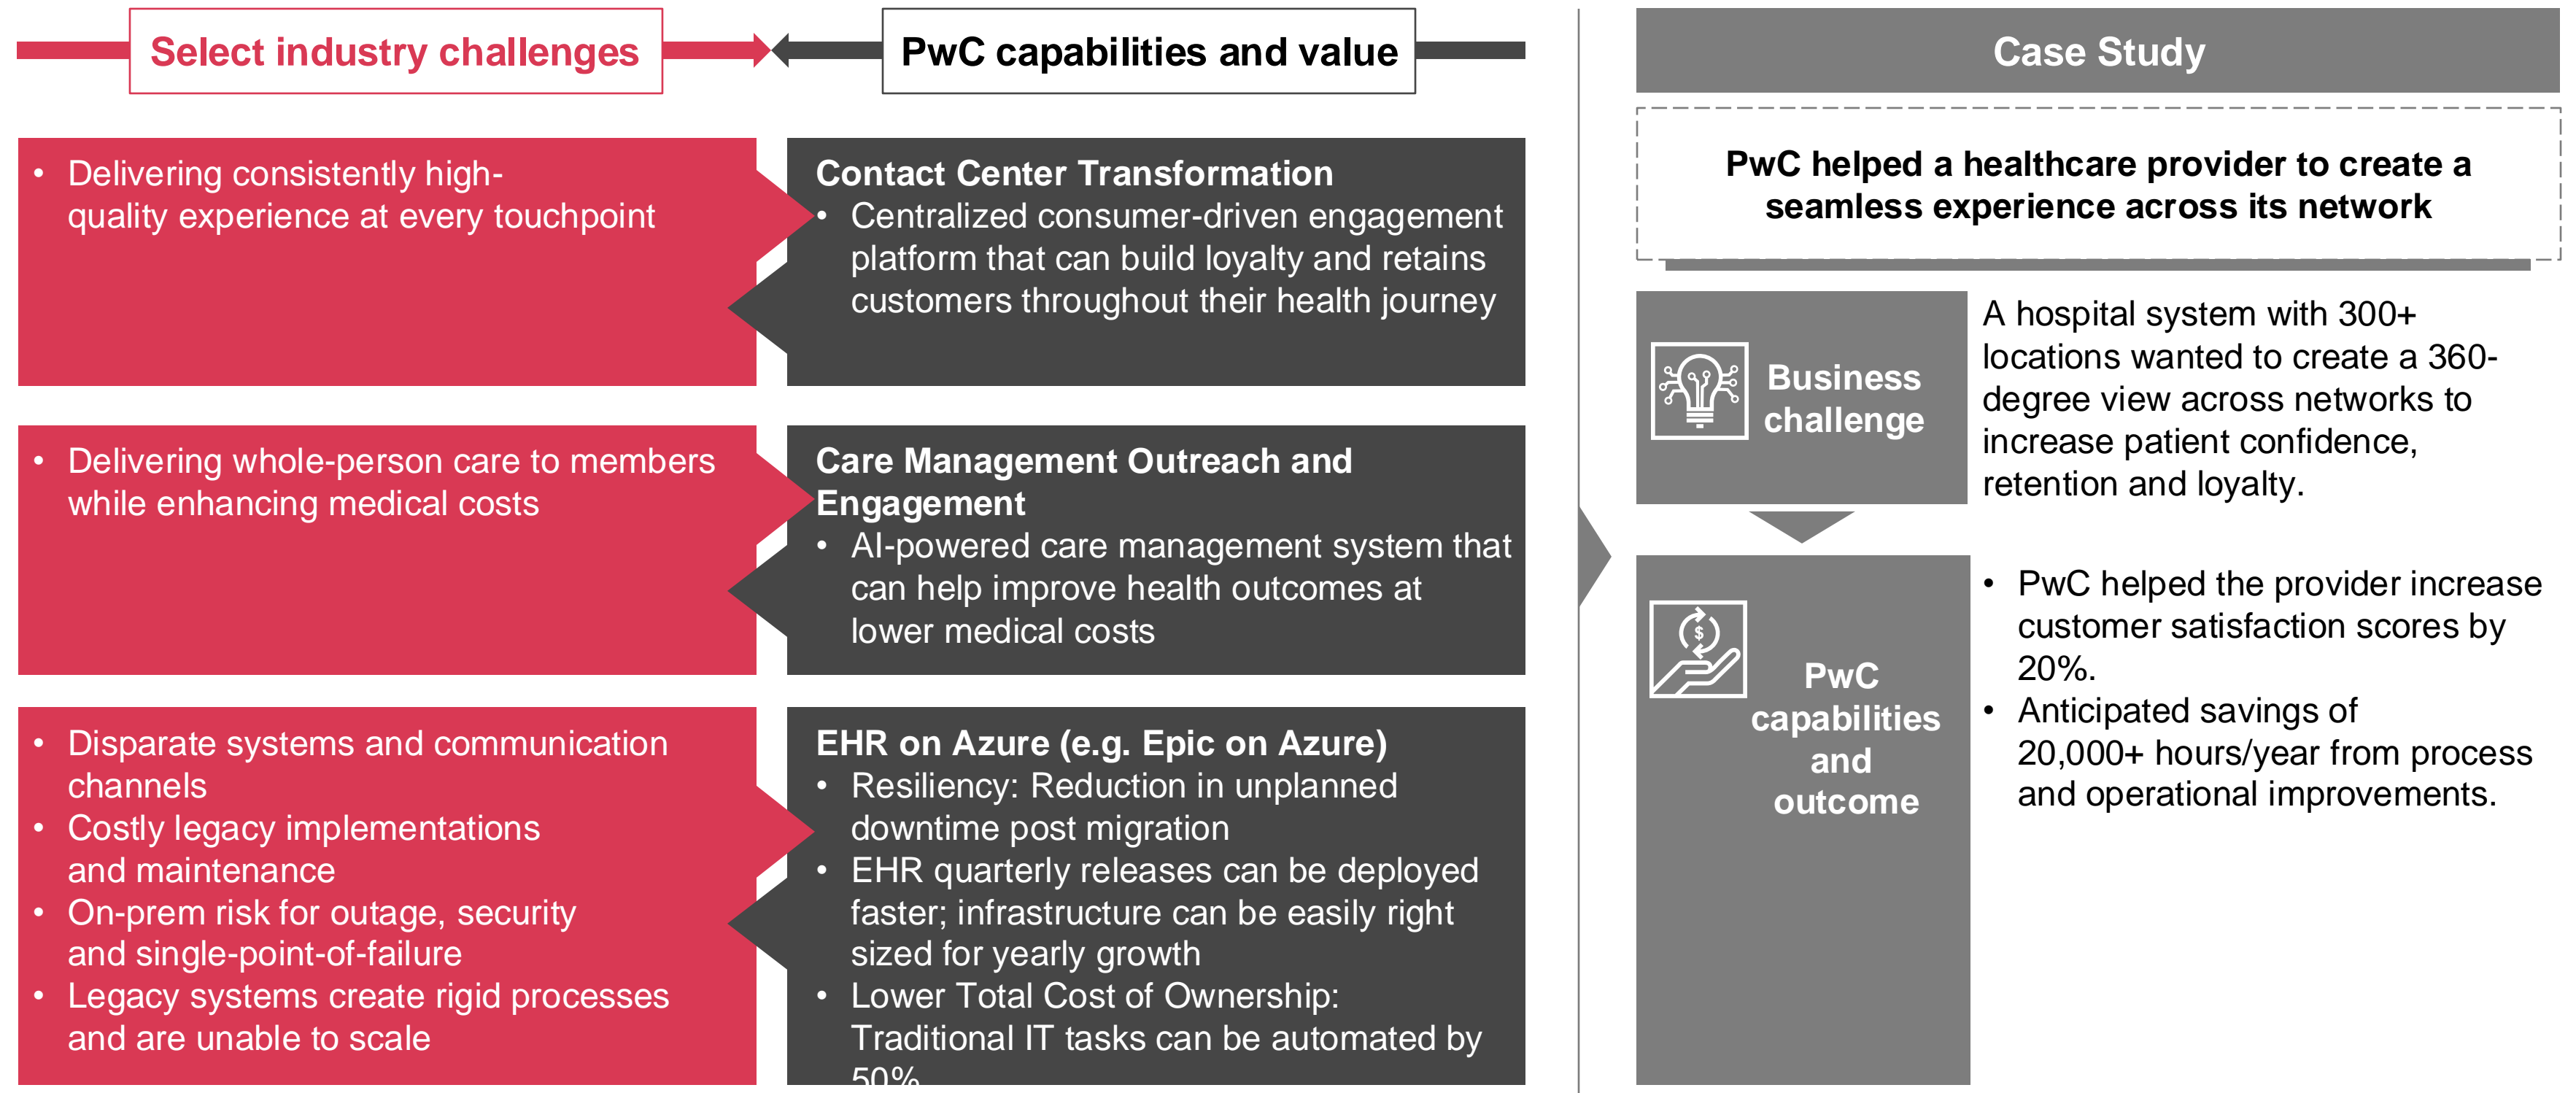 Select industry challenges
PwC capabilities and value
• Delivering consistently high-
quality experience at every touchpoint
Contact Center Transformation
• Centralized consumer-driven engagement
platform that can build loyalty and retains
customers throughout their health journey
• Delivering whole-person care to members
while enhancing medical costs
Care Management Outreach and
Engagement
• AI-powered care management system that
can help improve health outcomes at
lower medical costs
• Disparate systems and communication
channels
• Costly legacy implementations
and maintenance
• On-prem risk for outage, security
and single-point-of-failure
• Legacy systems create rigid processes
and are unable to scale
EHR on Azure (e.g. Epic on Azure)
• Resiliency: Reduction in unplanned
downtime post migration
• EHR quarterly releases can be deployed
faster; infrastructure can be easily right
sized for yearly growth
• Lower Total Cost of Ownership:
Traditional IT tasks can be automated by
50%
Case Study
PwC helped a healthcare provider to create a
seamless experience across its network
Business
challenge
A hospital system with 300+
locations wanted to create a 360-
degree view across networks to
increase patient confidence,
retention and loyalty.
$
PwC
capabilities
and
outcome
• PwC helped the provider increase
customer satisfaction scores by
20%.
• Anticipated savings of
20,000+ hours/year from process
and operational improvements.